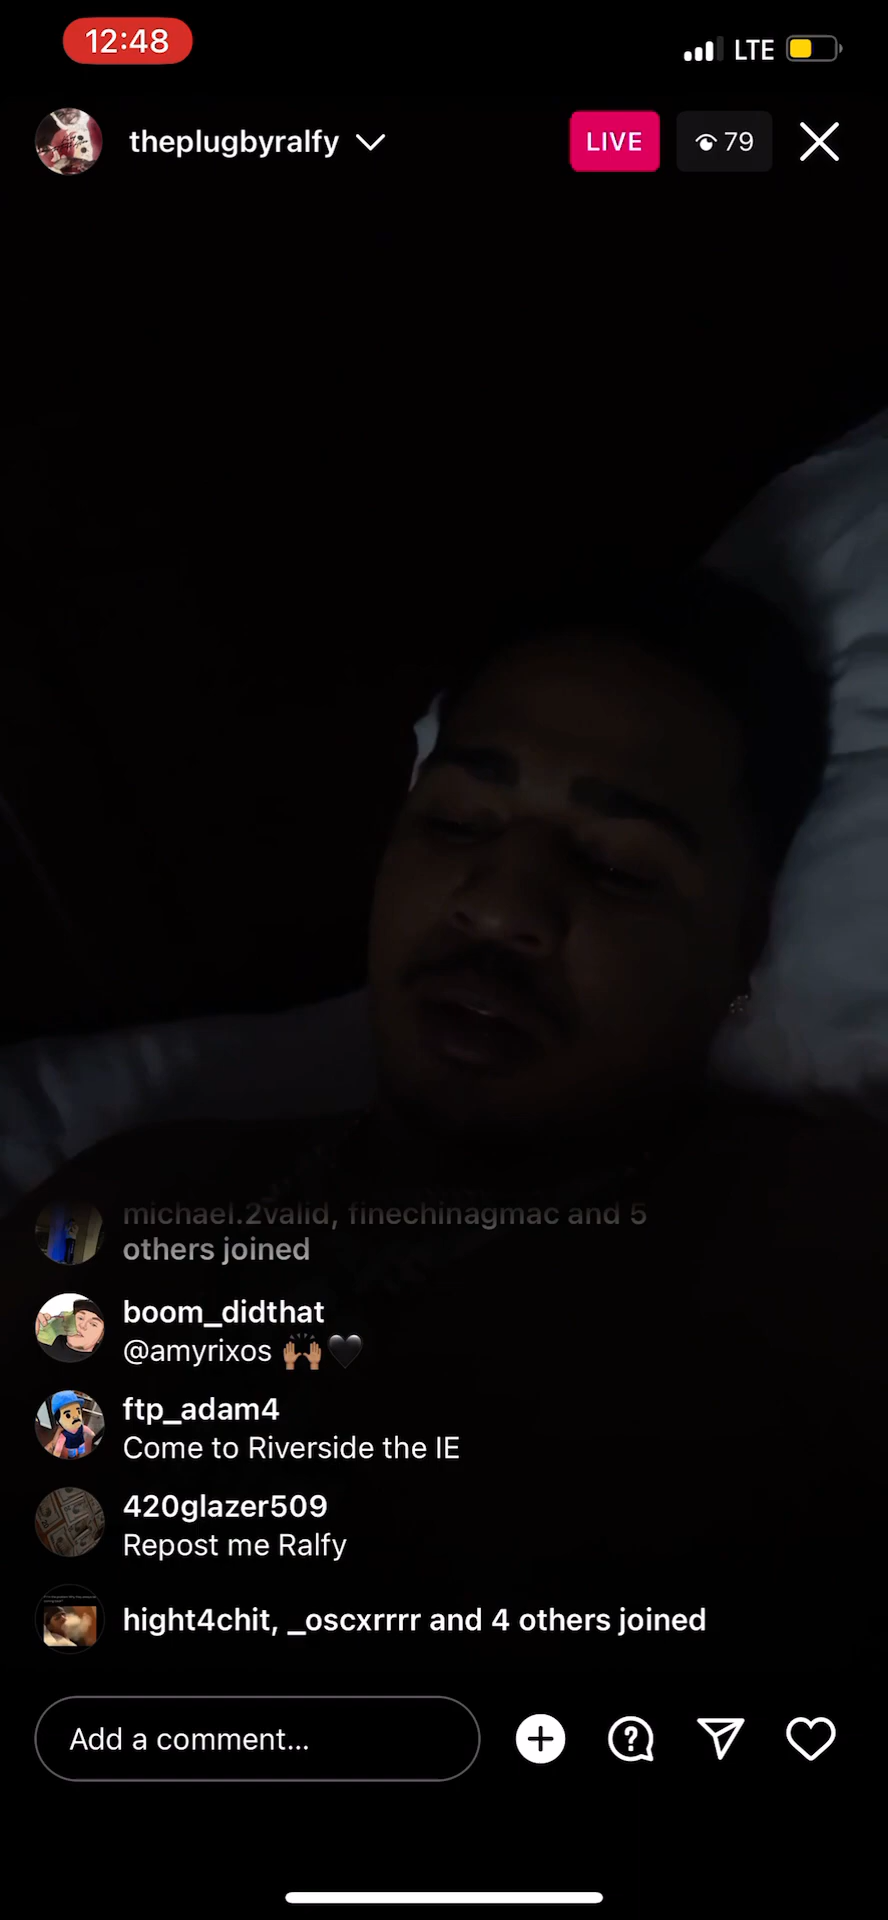 12:48
LTE
theplugbyralfy
LIVE
79
michael.2valid, finechinagmac and 5
others joined
boom_didthat
@amyrixos 🙌🏽🖤
ftp_adam4
Come to Riverside the IE
420glazer509
Repost me Ralfy
hight4chit, _oscxrrrr and 4 others joined
Add a comment...